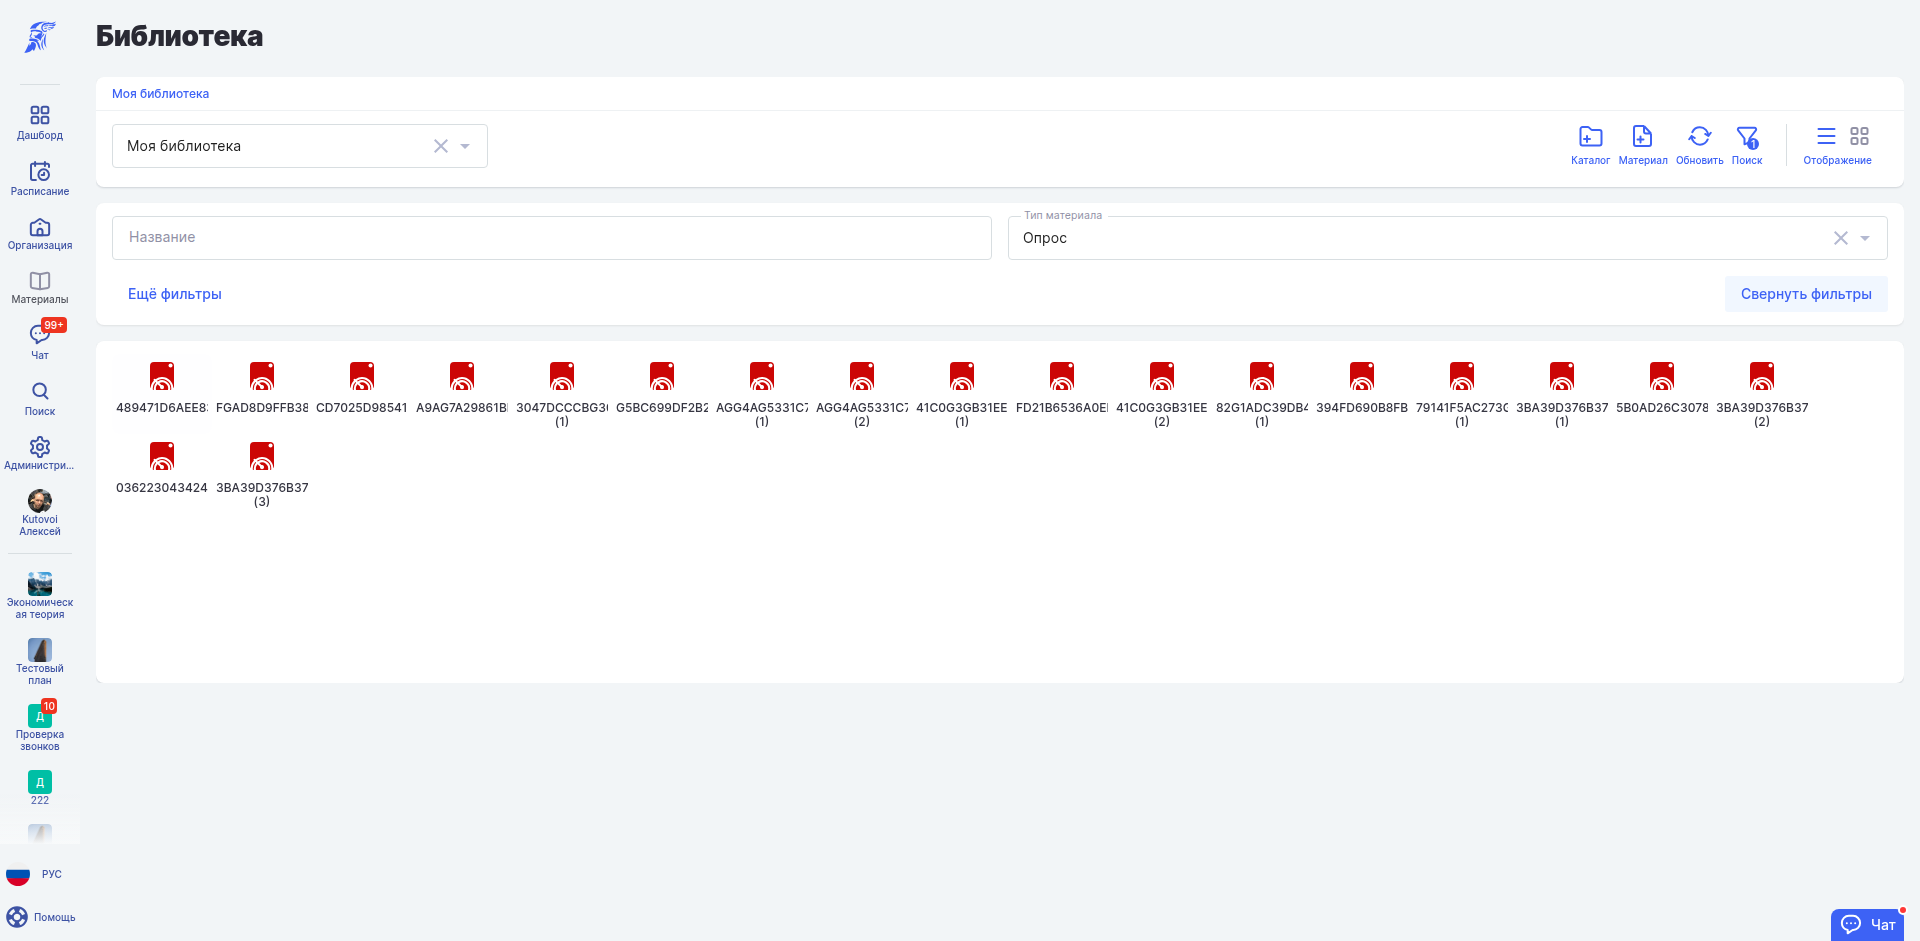 Библиотека
Моя библиотека
Моя библиотека
Каталог
Материал
Обновить
1
Поиск
Отображение
Название
Тип материала
Опрос
Ещё фильтры
Свернуть фильтры
489471D6AEE8
FGAD8D9FFB38
CD7025D98541
A9AG7A29861B
3047DCCCBG3
(1)
G5BC699DF2B2
AGG4AG5331C7
(1)
AGG4AG5331C7
(2)
41C0G3GB31EE
(1)
FD21B6536A0E
41C0G3GB31EE
(2)
82G1ADC39DB4
(1)
394FD690B8FB
79141F5AC273
(1)
3BA39D376B37
(1)
5B0AD26C3078
3BA39D376B37
(2)
036223043424
3BA39D376B37
(3)
Дашборд
Расписание
Организация
Материалы
99+
Чат
Поиск
Администри...
Kutovoi
Алексей
Экономическ
ая теория
Тестовый
план
Д
10
Проверка
звонков
Д
222
РУС
Помощь
Чат